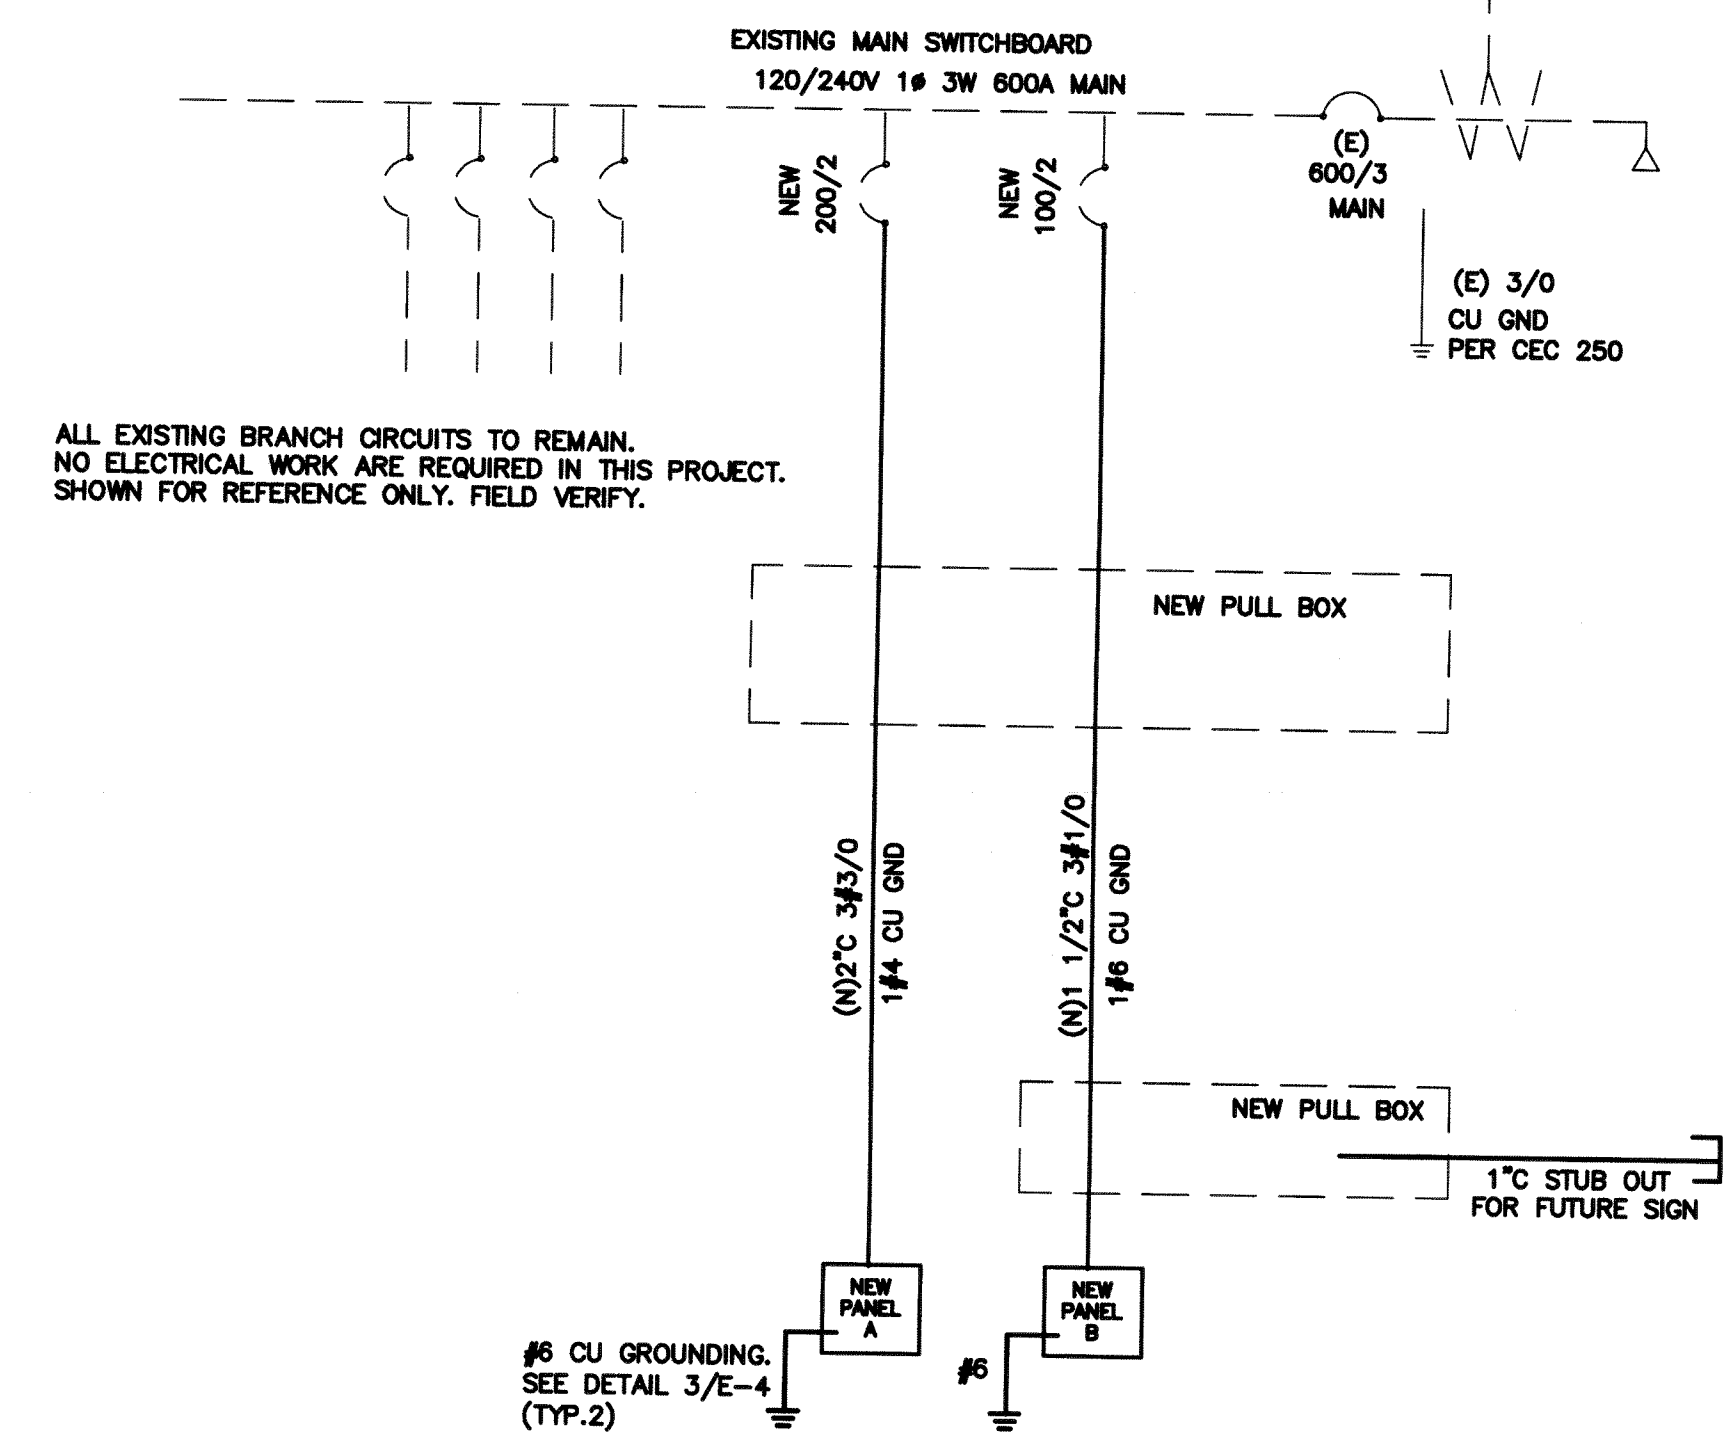 EXISTING MAIN SWITCHBOARD
120/240V 1ø 3W 600A MAIN
NEW
200/2
NEW
100/2
(E)
600/3
MAIN
(E) 3/0
CU GND
PER CEC 250
ALL EXISTING BRANCH CIRCUITS TO REMAIN.
NO ELECTRICAL WORK ARE REQUIRED IN THIS PROJECT.
SHOWN FOR REFERENCE ONLY. FIELD VERIFY.
NEW PULL BOX
(N)2"C 3#3/0
1#4 CU GND
(N)1 1/2"C 3#1/0
1#6 CU GND
NEW PULL BOX
1"C STUB OUT
FOR FUTURE SIGN
NEW
PANEL
A
NEW
PANEL
B
#6 CU GROUNDING.
SEE DETAIL 3/E-4
(TYP.2)
#6